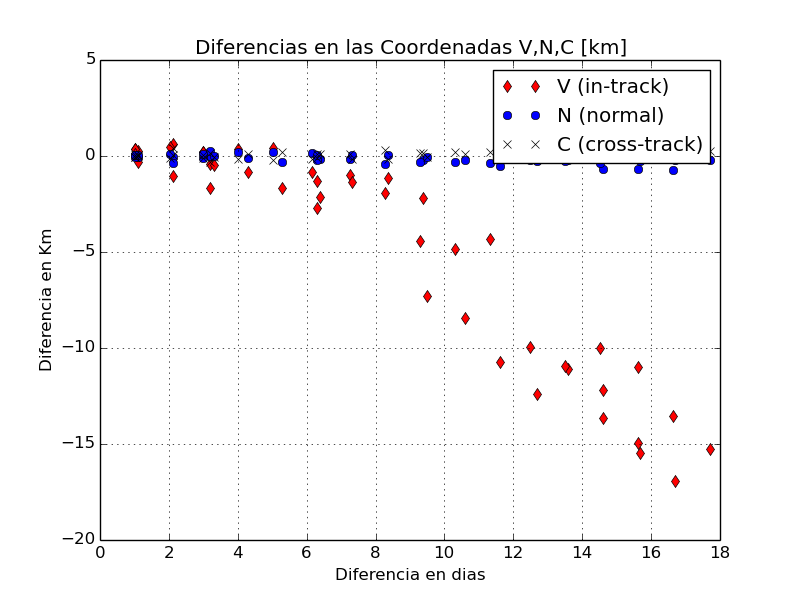 Diferencias en las Coordenadas V,N,C [km]
V (in-track)
N (normal)
C (cross-track)
5
0
−5
−10
−15
−20
Diferencia en Km
0 2 4 6 8 10 12 14 16 18
Diferencia en dias